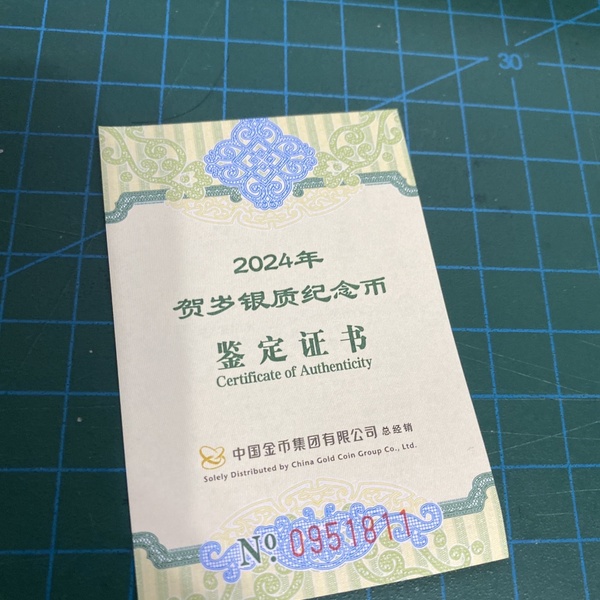 30
2024年
贺岁银质纪念币
鉴定证书
Certificate of Authenticity
中国金币集团有限公司 总经销
Solely Distributed by China Gold Coin Group Co., Ltd.
No. 0951811